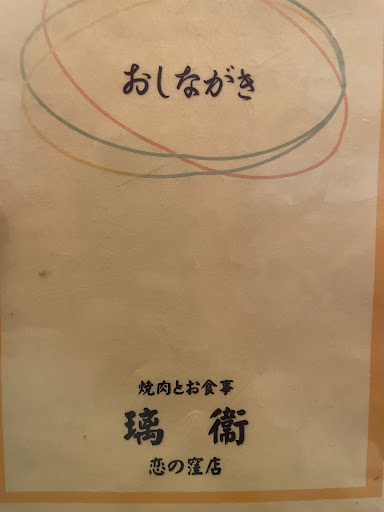 おしながき
焼肉とお食事
璃衛
恋の窪店